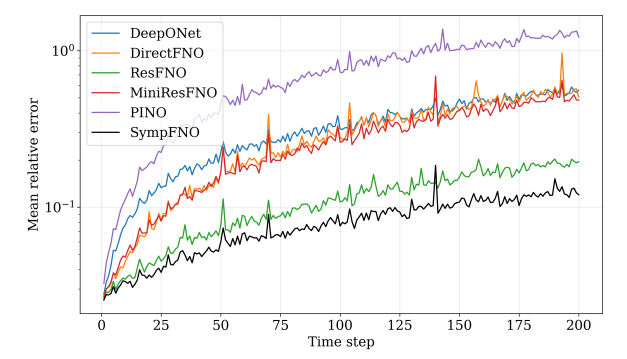 DeepONet
DirectFNO
ResFNO
MiniResFNO
PINO
SympFNO
10⁰
10⁻¹
Mean relative error
0 25 50 75 100 125 150 175 200
Time step